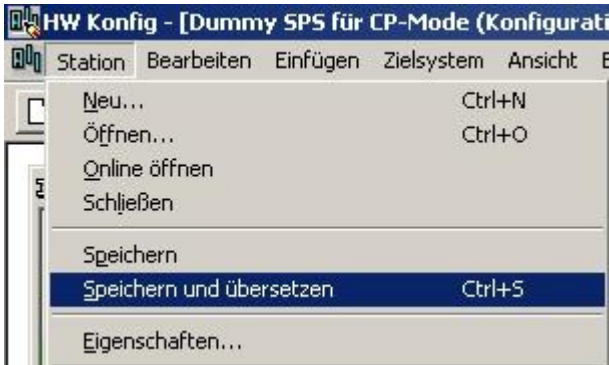 HW Konfig - [Dummy SPS für CP-Mode (Konfigurati
Station Bearbeiten Einfügen Zielsystem Ansicht E
Neu... Ctrl+N
Öffnen... Ctrl+O
Online öffnen
Schließen
Speichern
Speichern und übersetzen Ctrl+S
Eigenschaften...